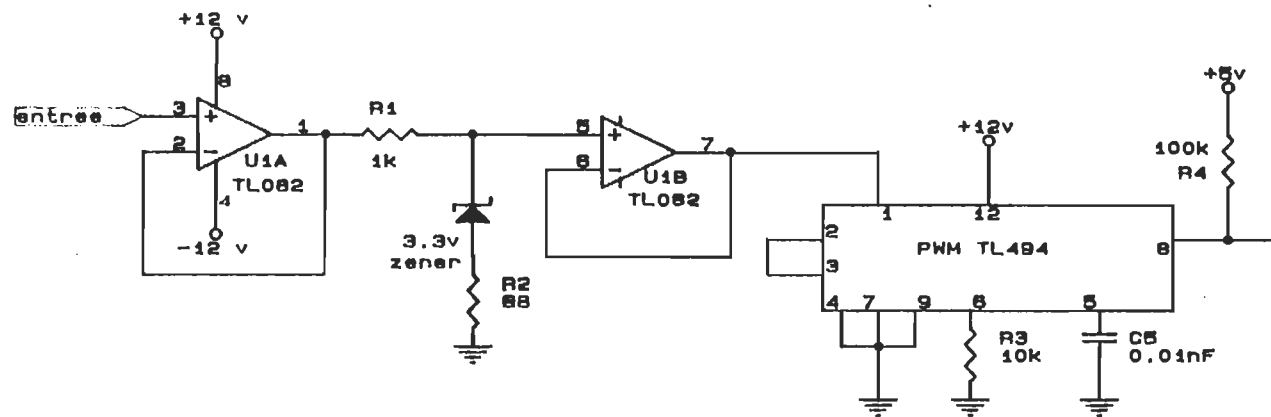 +12 v
8
entree
3
+
1
2
-
U1A
TL082
4
-12 v
R1
1k
3.3v
zener
R2
68
5
+
7
6
-
U1B
TL082
+12v
+5v
100k
R4
1
12
2
3
PWM TL494
8
4
7
9
6
5
R3
10k
C5
0.01nF